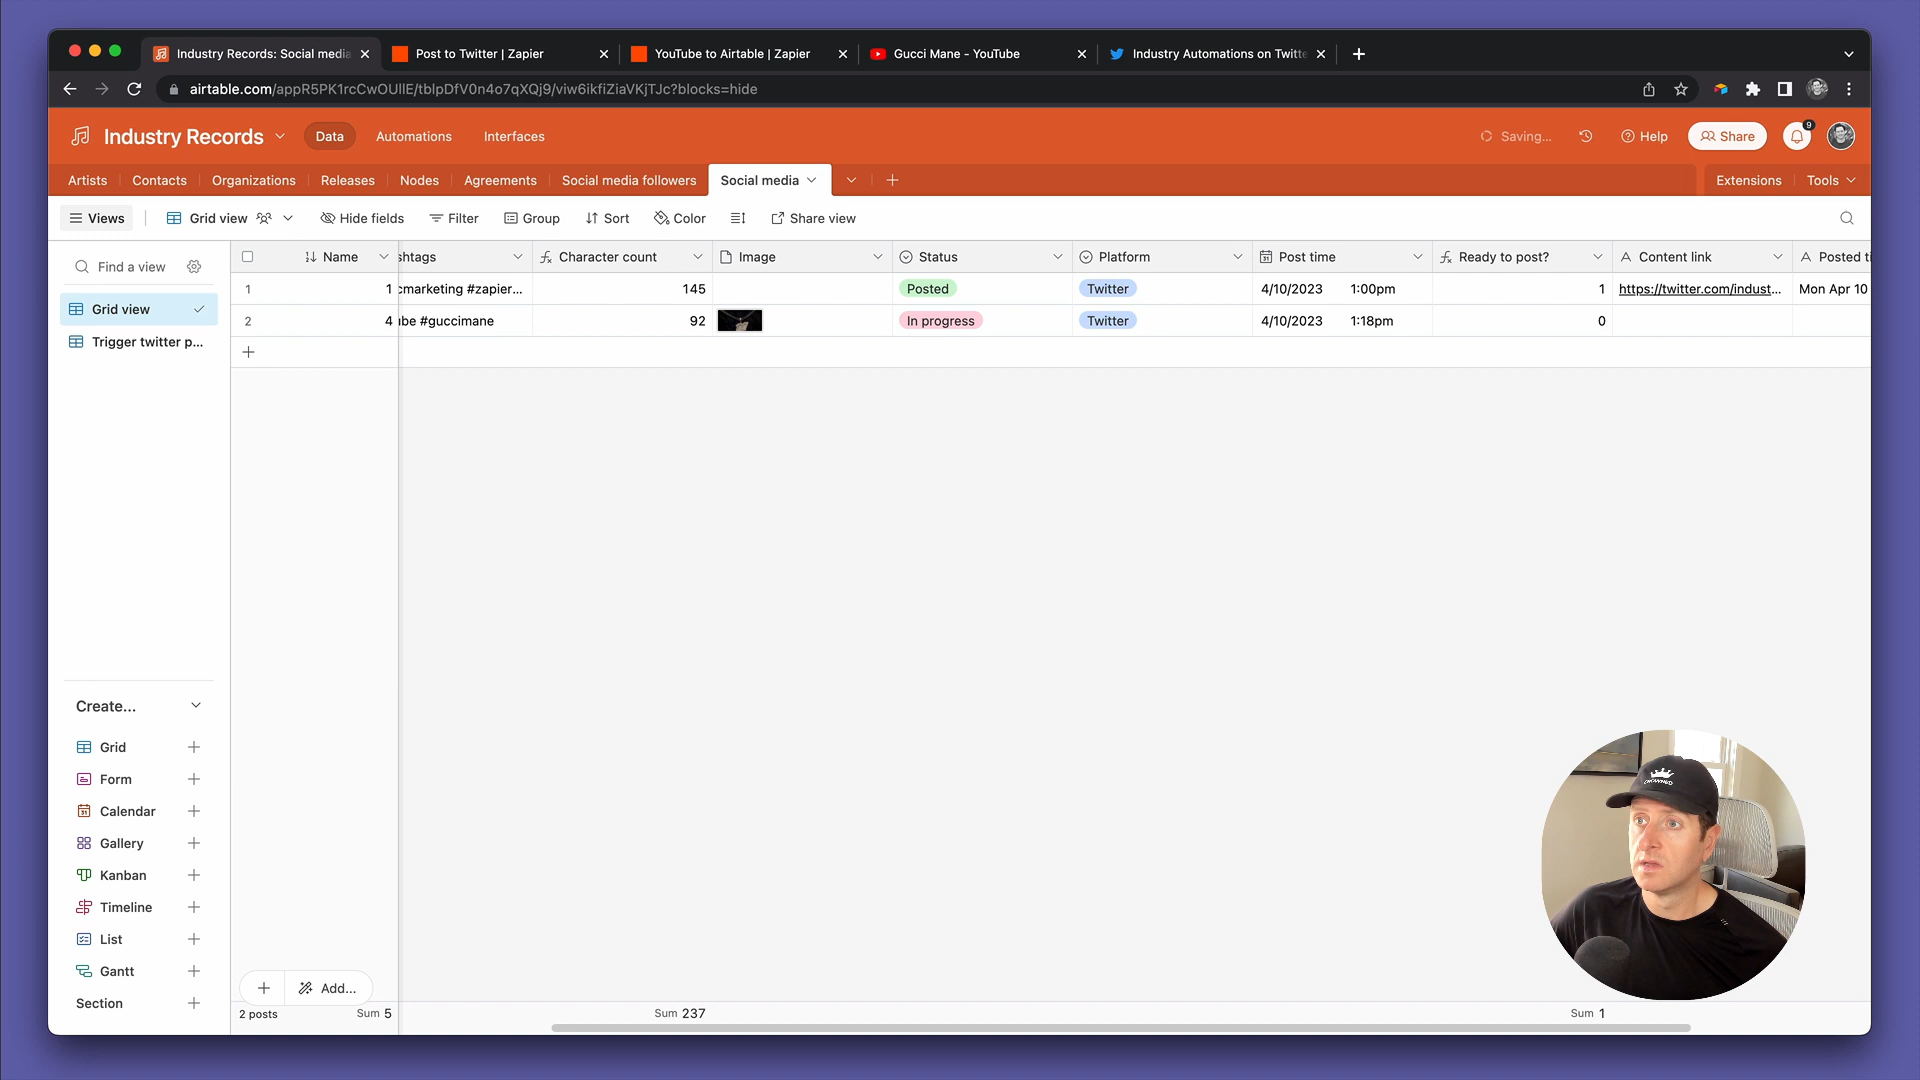 Industry Records: Social media
Post to Twitter | Zapier
YouTube to Airtable | Zapier
Gucci Mane - YouTube
Industry Automations on Twitte
airtable.com/appR5PK1rcCwOUIlE/tblpDfV0n4o7qXQj9/viw6ikfiZiaVKjTJc?blocks=hide
Industry Records
Data
Automations
Interfaces
Saving...
Help
Share
9
Artists
Contacts
Organizations
Releases
Nodes
Agreements
Social media followers
Social media
Extensions
Tools
Views
Grid view
Hide fields
Filter
Group
Sort
Color
Share view
Find a view
Grid view
Trigger twitter p...
Name
shtags
Character count
Image
Status
Platform
Post time
Ready to post?
Content link
Posted ti
1 1 cmarketing #zapier... 145 Posted Twitter 4/10/2023 1:00pm 1 https://twitter.com/indust... Mon Apr 10
2 4 ube #guccimane 92 In progress Twitter 4/10/2023 1:18pm 0
Create...
Grid
Form
Calendar
Gallery
Kanban
Timeline
List
Gantt
Section
Add...
2 posts
Sum 5
Sum 237
Sum 1
CROWNED